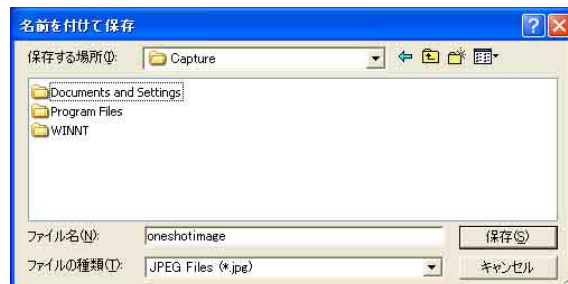 名前を付けて保存
保存する場所(I): Capture
Documents and Settings
Program Files
WINNT
ファイル名(N): oneshotimage 保存(S)
ファイルの種類(T): JPEG Files (*.jpg) キャンセル